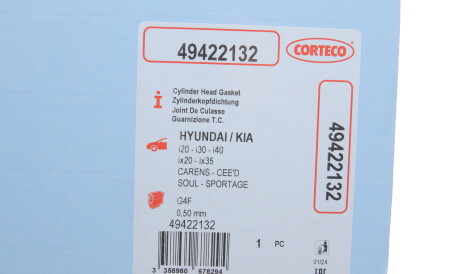 49422132
CORTECO
Cylinder Head Gasket
Zylinderkopfdichtung
Joint De Culasse
Guarnizione T.C.
HYUNDAI / KIA
i20 - i30 - i40
ix20 - ix35
CARENS - CEE'D
SOUL - SPORTAGE
G4F
0,50 mm
49422132
1 PC
3 358960 678294
01/24
49422132